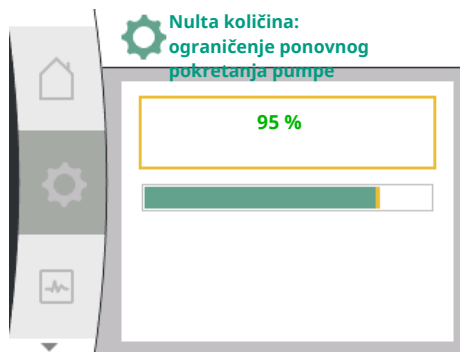 Nulta količina:
ograničenje ponovnog
pokretanja pumpe
95 %